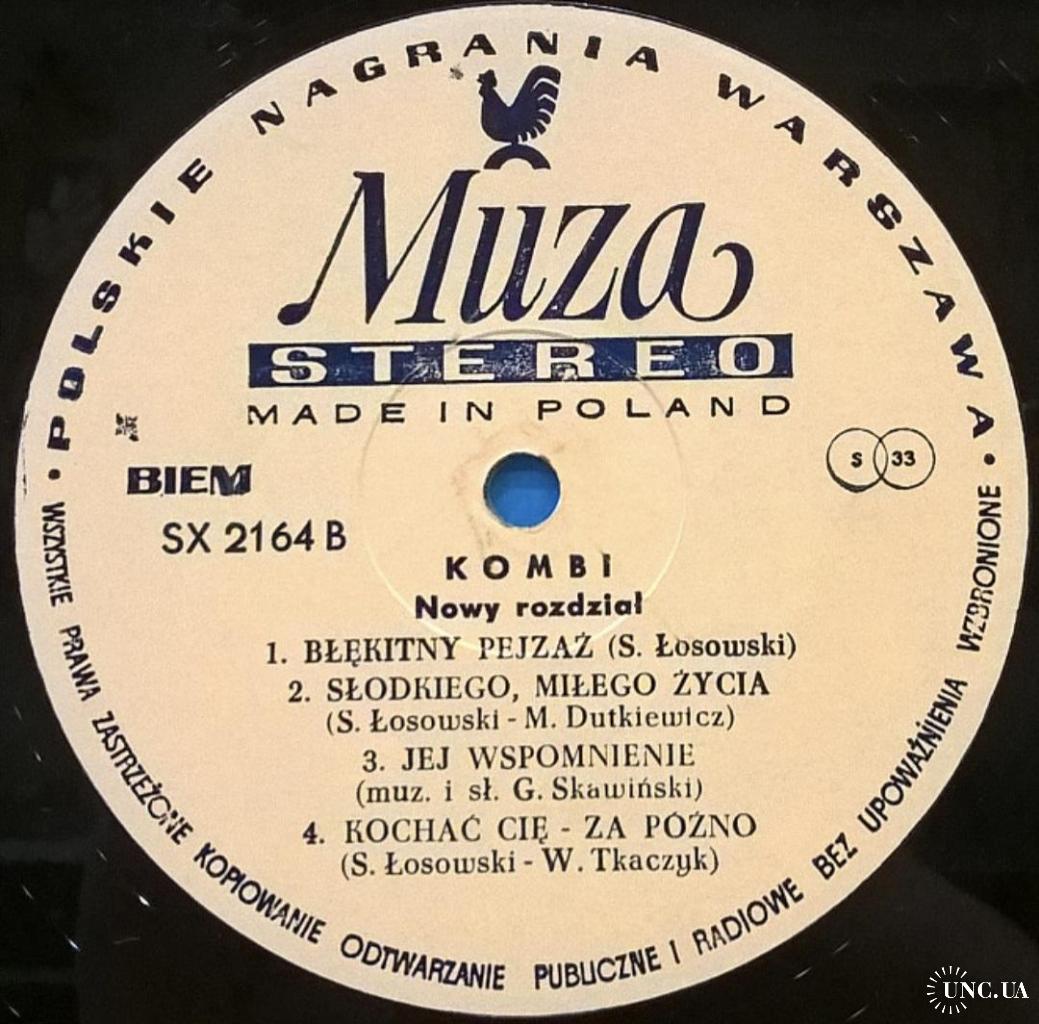 POLSKIE NAGRANIA WARSZAWA
Muza
STEREO
MADE IN POLAND
BIEM
S 33
SX 2164 B
KOMBI
Nowy rozdział
1. BŁĘKITNY PEJZAŻ (S. Łosowski)
2. SŁODKIEGO, MIŁEGO ŻYCIA
(S. Łosowski - M. Dutkiewicz)
3. JEJ WSPOMNIENIE
(muz. i sł. G. Skawiński)
4. KOCHAĆ CIĘ - ZA PÓŹNO
(S. Łosowski - W. Tkaczyk)
• WSZYSTKIE PRAWA ZASTRZEŻONE KOPIOWANIE ODTWARZANIE PUBLICZNE I RADIOWE BEZ UPOWAŻNIENIA WZBRONIONE •
UNC.UA